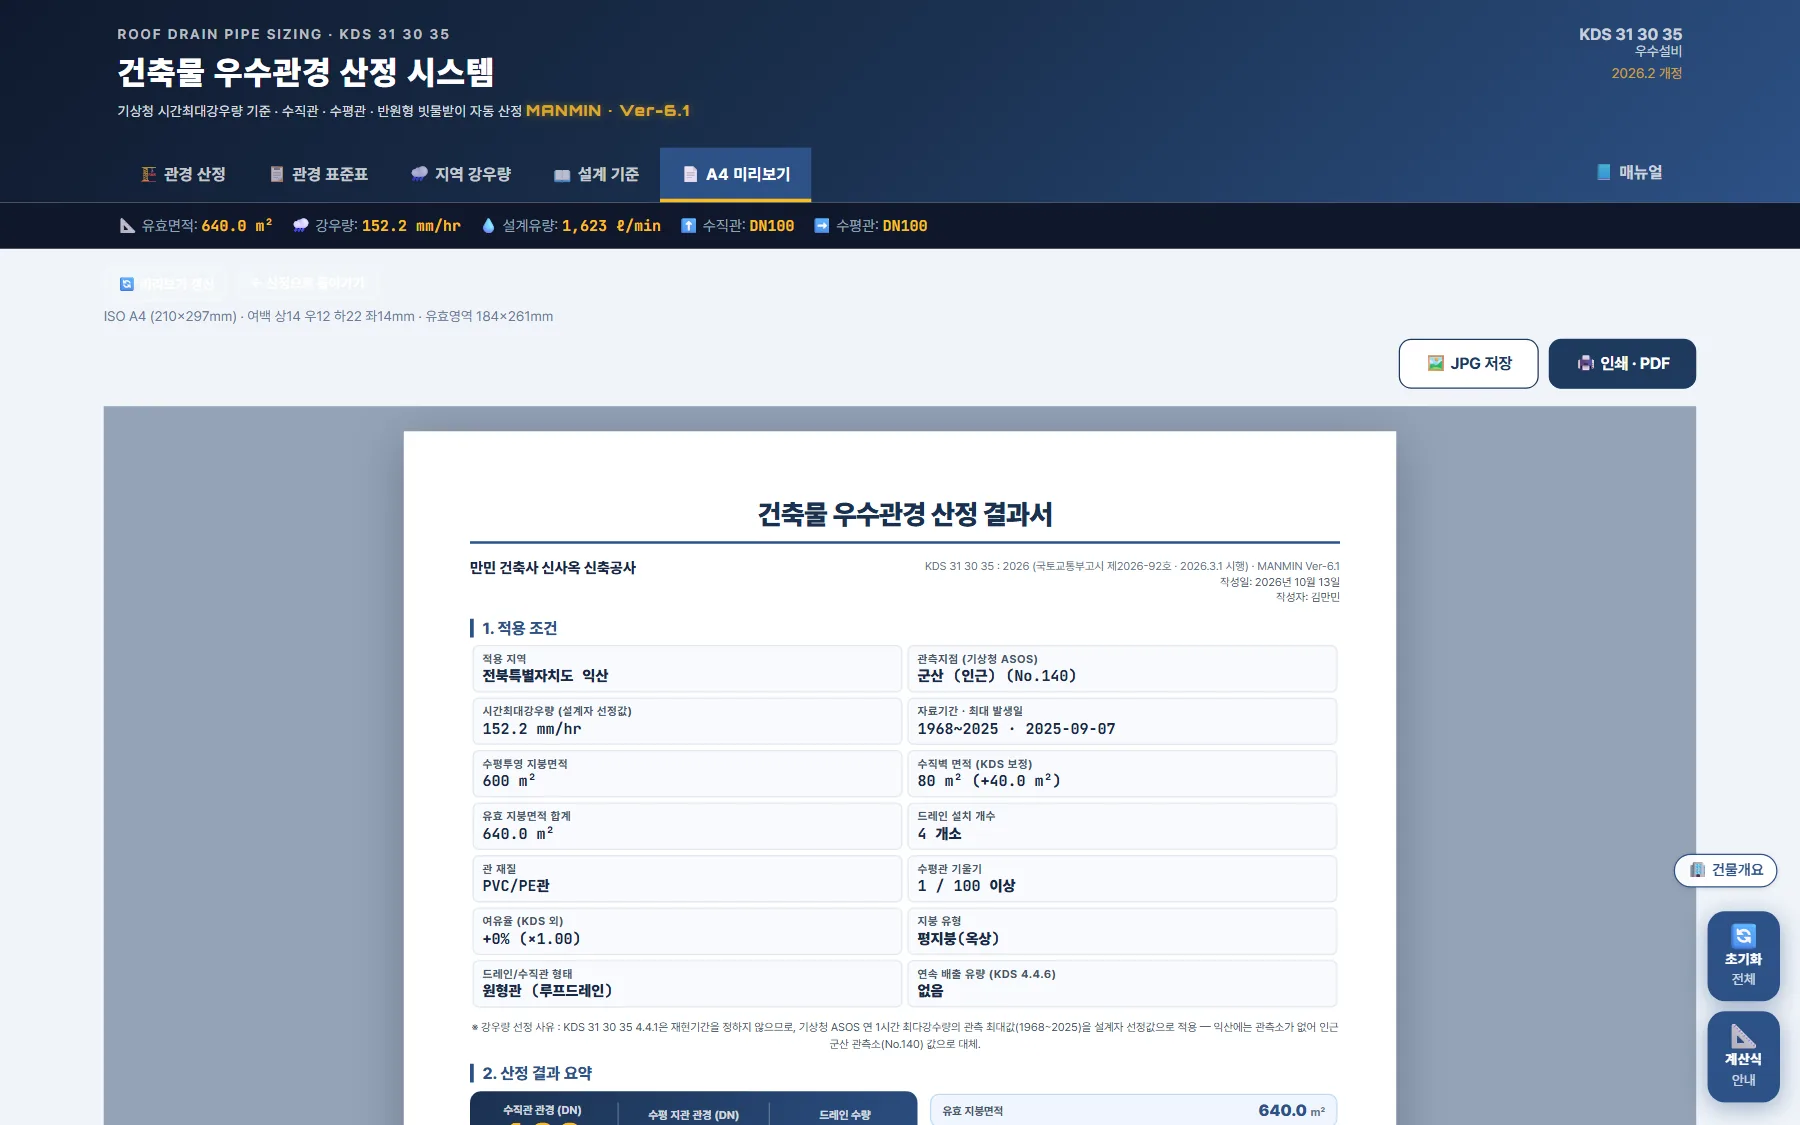 ROOF DRAIN PIPE SIZING · KDS 31 30 35
건축물 우수관경 산정 시스템
기상청 시간최대강우량 기준 · 수직관 · 수평관 · 반원형 빗물받이 자동 산정 MANMIN · Ver-6.1
KDS 31 30 35
우수설비
2026.2 개정
관경 산정
관경 표준표
지역 강우량
설계 기준
A4 미리보기
매뉴얼
유효면적: 640.0 m² 강우량: 152.2 mm/hr 설계유량: 1,623 ℓ/min 수직관: DN100 수평관: DN100
미리보기 갱신
← 산정으로 돌아가기
ISO A4 (210×297mm) · 여백 상14 우12 하22 좌14mm · 유효영역 184×261mm
JPG 저장
인쇄 · PDF
건축물 우수관경 산정 결과서
만민 건축사 신사옥 신축공사
KDS 31 30 35 : 2026 (국토교통부고시 제2026-92호 · 2026.3.1 시행) · MANMIN Ver-6.1
작성일: 2026년 10월 13일
작성자: 김만민
1. 적용 조건
적용 지역
전북특별자치도 익산
관측지점 (기상청 ASOS)
군산 (인근) (No.140)
시간최대강우량 (설계자 선정값)
152.2 mm/hr
자료기간 · 최대 발생일
1968~2025 · 2025-09-07
수평투영 지붕면적
600 m²
수직벽 면적 (KDS 보정)
80 m² (+40.0 m²)
유효 지붕면적 합계
640.0 m²
드레인 설치 개수
4 개소
관 재질
PVC/PE관
수평관 기울기
1 / 100 이상
여유율 (KDS 외)
+0% (×1.00)
지붕 유형
평지붕(옥상)
드레인/수직관 형태
원형관 (루프드레인)
연속 배출 유량 (KDS 4.4.6)
없음
※ 강우량 선정 사유 : KDS 31 30 35 4.4.1은 재현기간을 정하지 않으므로, 기상청 ASOS 연 1시간 최다강수량의 관측 최대값(1968~2025)을 설계자 선정값으로 적용 — 익산에는 관측소가 없어 인근
군산 관측소(No.140) 값으로 대체.
2. 산정 결과 요약
수직관 관경 (DN)
수평 지관 관경 (DN)
드레인 수량
유효 지붕면적
640.0 m²
건물개요
초기화
전체
계산식
안내